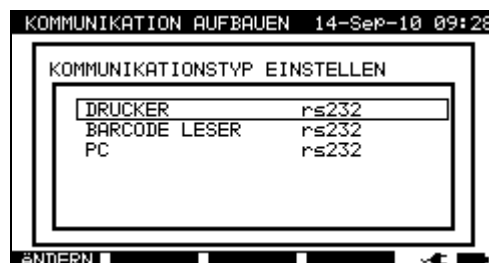 KOMMUNIKATION AUFBAUEN 14-Sep-10 09:28
KOMMUNIKATIONSTYP EINSTELLEN
DRUCKER rs232
BARCODE LESER rs232
PC rs232
ÄNDERN